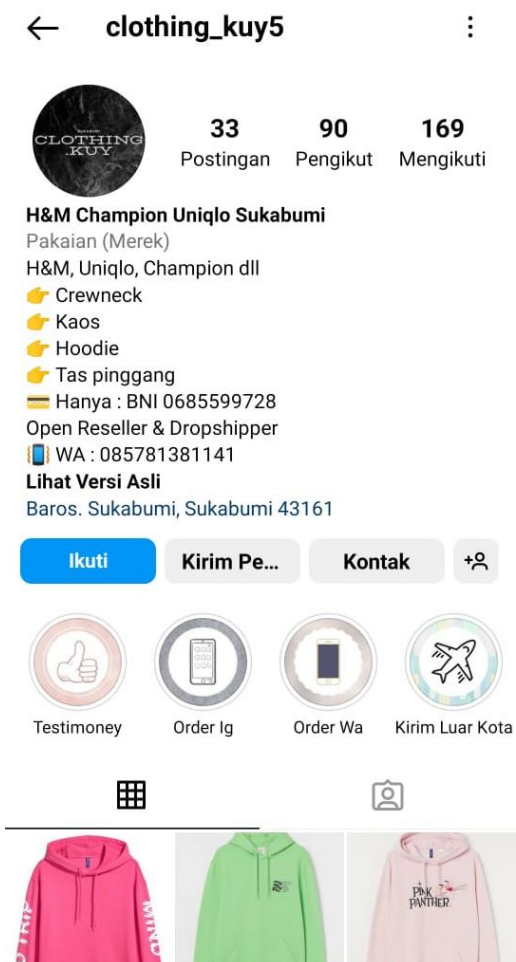 clothing_kuy5
CLOTHING
.KUY
33 90 169
Postingan Pengikut Mengikuti
H&M Champion Uniqlo Sukabumi
Pakaian (Merek)
H&M, Uniqlo, Champion dll
👉 Crewneck
👉 Kaos
👉 Hoodie
👉 Tas pinggang
💳 Hanya : BNI 0685599728
Open Reseller & Dropshipper
📳 WA : 085781381141
Lihat Versi Asli
Baros. Sukabumi, Sukabumi 43161
Ikuti Kirim Pe... Kontak
Testimoney Order Ig Order Wa Kirim Luar Kota
PINK
PANTHER